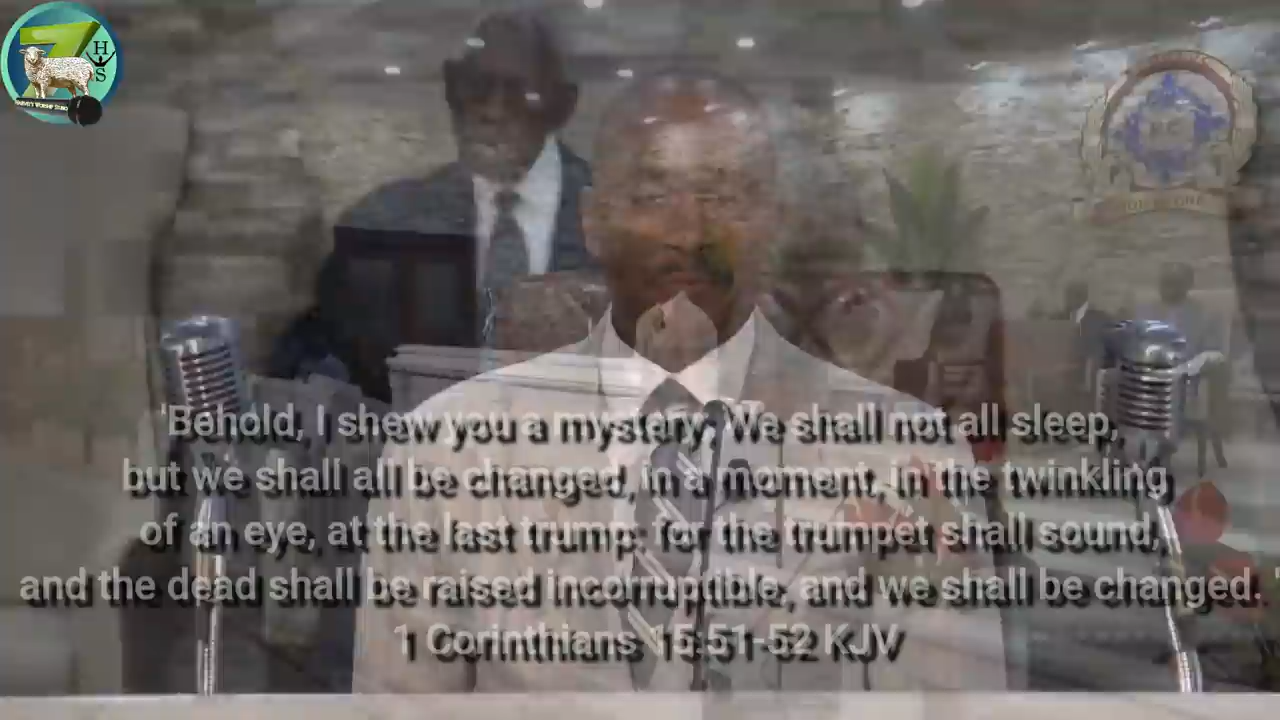 7
H
S
'Behold, I shew you a mystery; We shall not all sleep,
but we shall all be changed, in a moment, in the twinkling
of an eye, at the last trump: for the trumpet shall sound,
and the dead shall be raised incorruptible, and we shall be changed. '
1 Corinthians 15:51-52 KJV